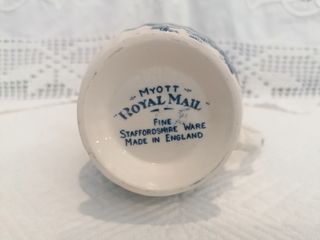 MYOTT
"ROYAL MAIL"
FINE
STAFFORDSHIRE WARE
MADE IN ENGLAND